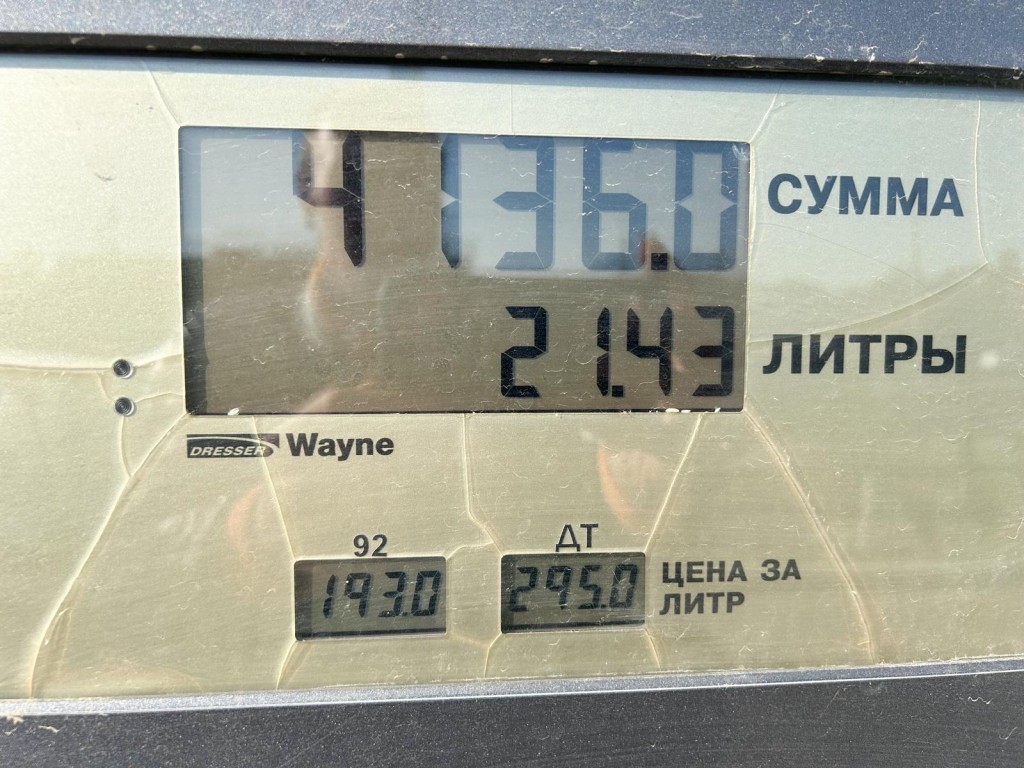 4136.0 СУММА
21.43 ЛИТРЫ
DRESSER Wayne
92 ДТ
193.0 295.0 ЦЕНА ЗА
ЛИТР